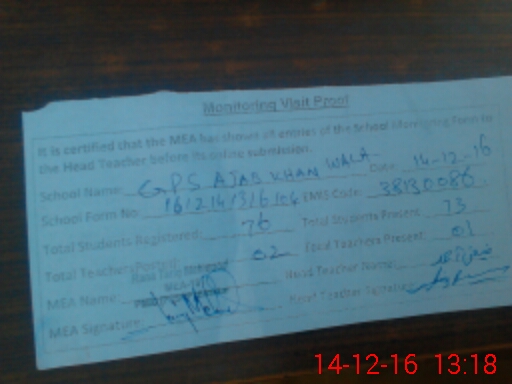 Monitoring Visit Proof
It is certified that the MEA has shown all entries of the School Monitoring Form to
the Head Teacher before its online submission.
School Name: GPS AJAB KHAN WALA Date: 14-12-16
School Form No. EMIS Code: 38130086
Total Students Registered: 76 Total Students Present: 73
Total Teachers Posted: 02 Total Teachers Present: 01
MEA Name: Head Teacher Name:
MEA Signature: Head Teacher Signature:
14-12-16 13:18